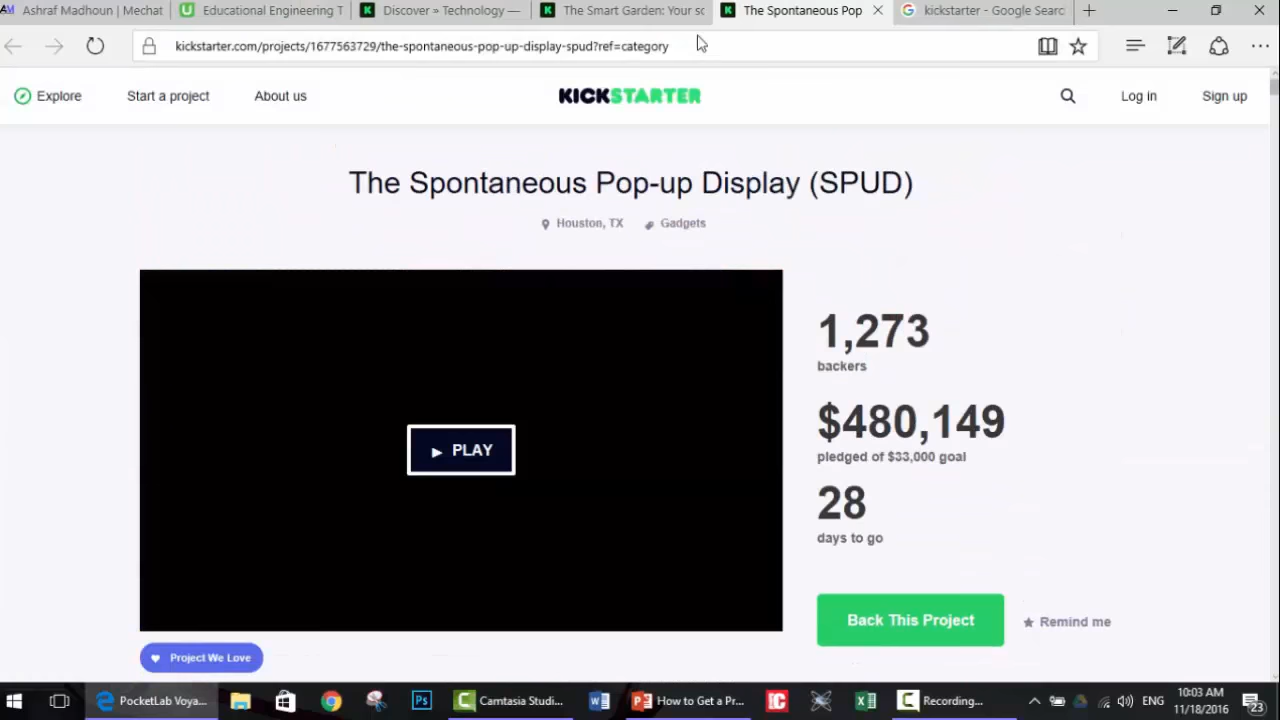 Ashraf Madhoun | Mechat
Educational Engineering T
Discover » Technology —
The Smart Garden: Your so
The Spontaneous Pop
kickstarter - Google Searc
kickstarter.com/projects/1677563729/the-spontaneous-pop-up-display-spud?ref=category
Explore
Start a project
About us
KICKSTARTER
Log in
Sign up
The Spontaneous Pop-up Display (SPUD)
Houston, TX
Gadgets
1,273
backers
$480,149
pledged of $33,000 goal
28
days to go
PLAY
Back This Project
Remind me
Project We Love
PocketLab Voya...
Camtasia Studi...
How to Get a Pr...
Recording...
ENG
10:03 AM
11/18/2016
23